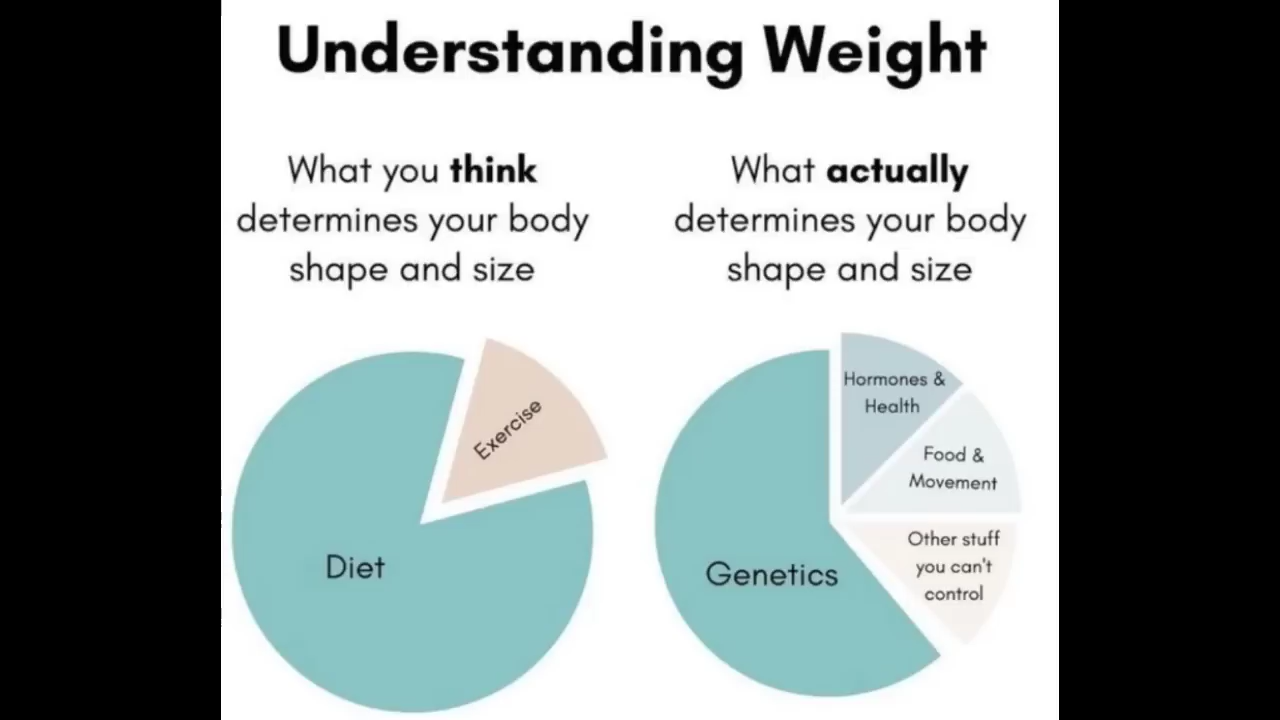 Understanding Weight
What you think
determines your body
shape and size
What actually
determines your body
shape and size
Exercise
Diet
Hormones &
Health
Food &
Movement
Other stuff
you can't
control
Genetics